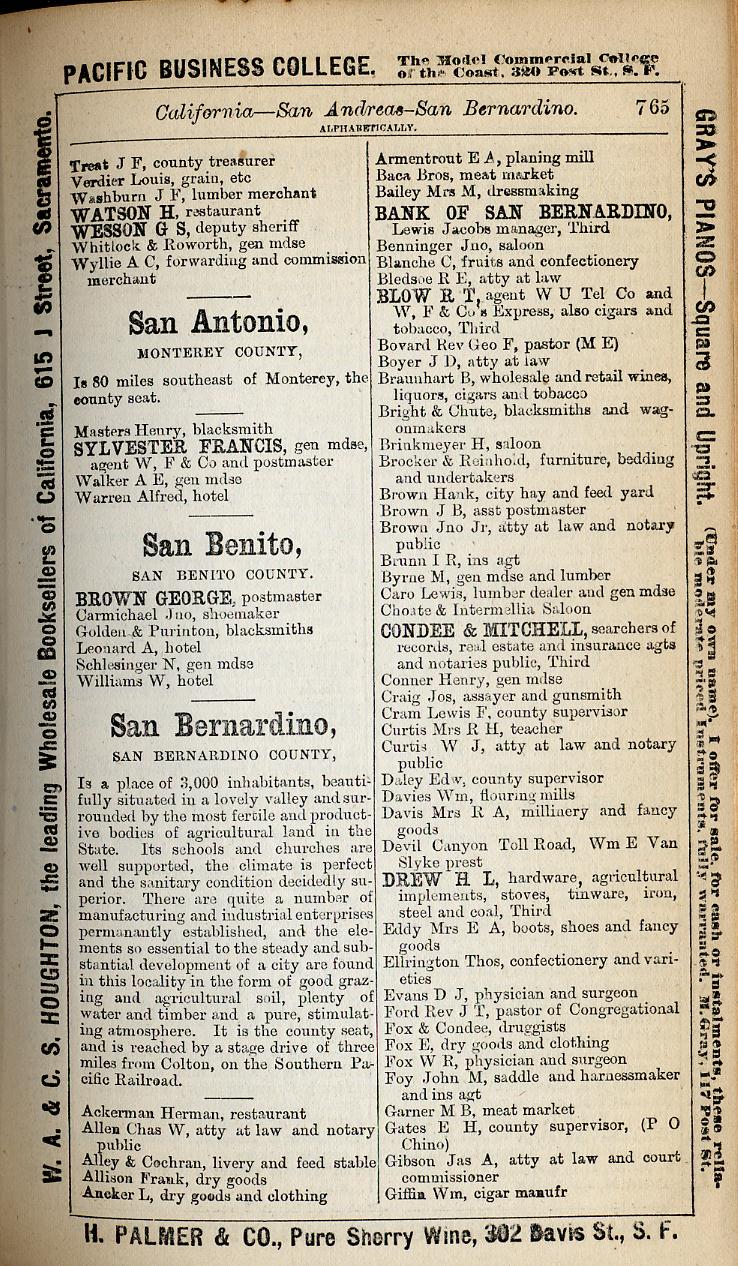 PACIFIC BUSINESS COLLEGE.
The Model Commercial College
of the Coast, 320 Post St., S. F.
California—San Andreas-San Bernardino.
765
ALPHABETICALLY.
Treat J F, county treasurer
Verdier Louis, grain, etc
Washburn J F, lumber merchant
WATSON H, restaurant
WESSON G S, deputy sheriff
Whitlock & Roworth, gen mdse
Wyllie A C, forwarding and commission
merchant
San Antonio,
MONTEREY COUNTY,
Is 80 miles southeast of Monterey, the
county seat.
Masters Henry, blacksmith
SYLVESTER FRANCIS, gen mdse,
agent W, F & Co and postmaster
Walker A E, gen mdse
Warren Alfred, hotel
San Benito,
SAN BENITO COUNTY.
BROWN GEORGE, postmaster
Carmichael Jno, shoemaker
Golden & Purinton, blacksmiths
Leonard A, hotel
Schlesinger N, gen mdse
Williams W, hotel
San Bernardino,
SAN BERNARDINO COUNTY,
Is a place of 3,000 inhabitants, beauti-
fully situated in a lovely valley and sur-
rounded by the most fertile and product-
ive bodies of agricultural land in the
State. Its schools and churches are
well supported, the climate is perfect
and the sanitary condition decidedly su-
perior. There are quite a number of
manufacturing and industrial enterprises
permanantly established, and the ele-
ments so essential to the steady and sub-
stantial development of a city are found
in this locality in the form of good graz-
ing and agricultural soil, plenty of
water and timber and a pure, stimulat-
ing atmosphere. It is the county seat,
and is reached by a stage drive of three
miles from Colton, on the Southern Pa-
cific Railroad.
Ackerman Herman, restaurant
Allen Chas W, atty at law and notary
public
Alley & Cochran, livery and feed stable
Allison Frank, dry goods
Ancker L, dry goods and clothing
Armentrout E A, planing mill
Baca Bros, meat market
Bailey Mrs M, dressmaking
BANK OF SAN BERNARDINO,
Lewis Jacobs manager, Third
Benninger Jno, saloon
Blanche C, fruits and confectionery
Bledsoe R E, atty at law
BLOW R T, agent W U Tel Co and
W, F & Co's Express, also cigars and
tobacco, Third
Bovard Rev Geo F, pastor (M E)
Boyer J D, atty at law
Braunhart B, wholesale and retail wines,
liquors, cigars and tobacco
Bright & Chute, blacksmiths and wag-
onmakers
Brinkmeyer H, saloon
Brocker & Reinhold, furniture, bedding
and undertakers
Brown Hank, city hay and feed yard
Brown J B, asst postmaster
Brown Jno Jr, atty at law and notary
public
Brunn I R, ins agt
Byrne M, gen mdse and lumber
Caro Lewis, lumber dealer and gen mdse
Choate & Intermellia Saloon
CONDEE & MITCHELL, searchers of
records, real estate and insurance agts
and notaries public, Third
Conner Henry, gen mdse
Craig Jos, assayer and gunsmith
Cram Lewis F, county supervisor
Curtis Mrs R H, teacher
Curtis W J, atty at law and notary
public
Daley Edw, county supervisor
Davies Wm, flouring mills
Davis Mrs R A, millinery and fancy
goods
Devil Canyon Toll Road, Wm E Van
Slyke prest
DREW H L, hardware, agricultural
implements, stoves, tinware, iron,
steel and coal, Third
Eddy Mrs E A, boots, shoes and fancy
goods
Ellrington Thos, confectionery and vari-
eties
Evans D J, physician and surgeon
Ford Rev J T, pastor of Congregational
Fox & Condee, druggists
Fox E, dry goods and clothing
Fox W R, physician and surgeon
Foy John M, saddle and harnessmaker
and ins agt
Garner M B, meat market
Gates E H, county supervisor, (P O
Chino)
Gibson Jas A, atty at law and court
commissioner
Giffin Wm, cigar manufr
W. A. & C. S. HOUGHTON, the leading Wholesale Booksellers of California, 615 J Street, Sacramento.
GRAY'S PIANOS—Square and Upright.
(Under my own name). I offer for sale, for cash or instalments, these relia-
ble moderate priced Instruments, fully warranted. M. Gray, 117 Post St.
H. PALMER & CO., Pure Sherry Wine, 302 Davis St., S. F.